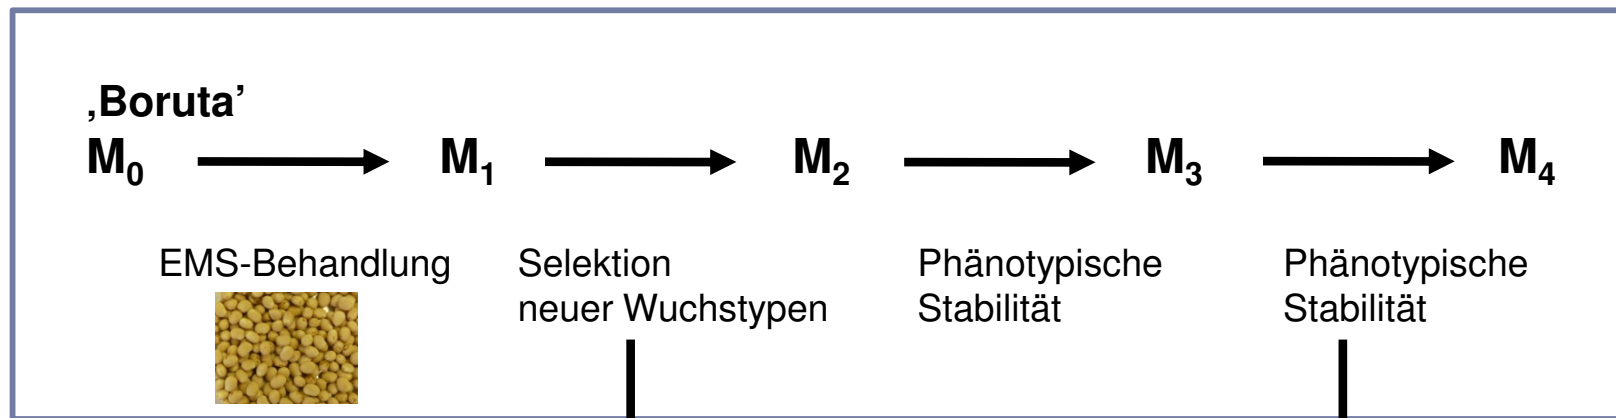 ‚Boruta’
M₀ M₁ M₂ M₃ M₄
EMS-Behandlung
Selektion
neuer Wuchstypen
Phänotypische
Stabilität
Phänotypische
Stabilität